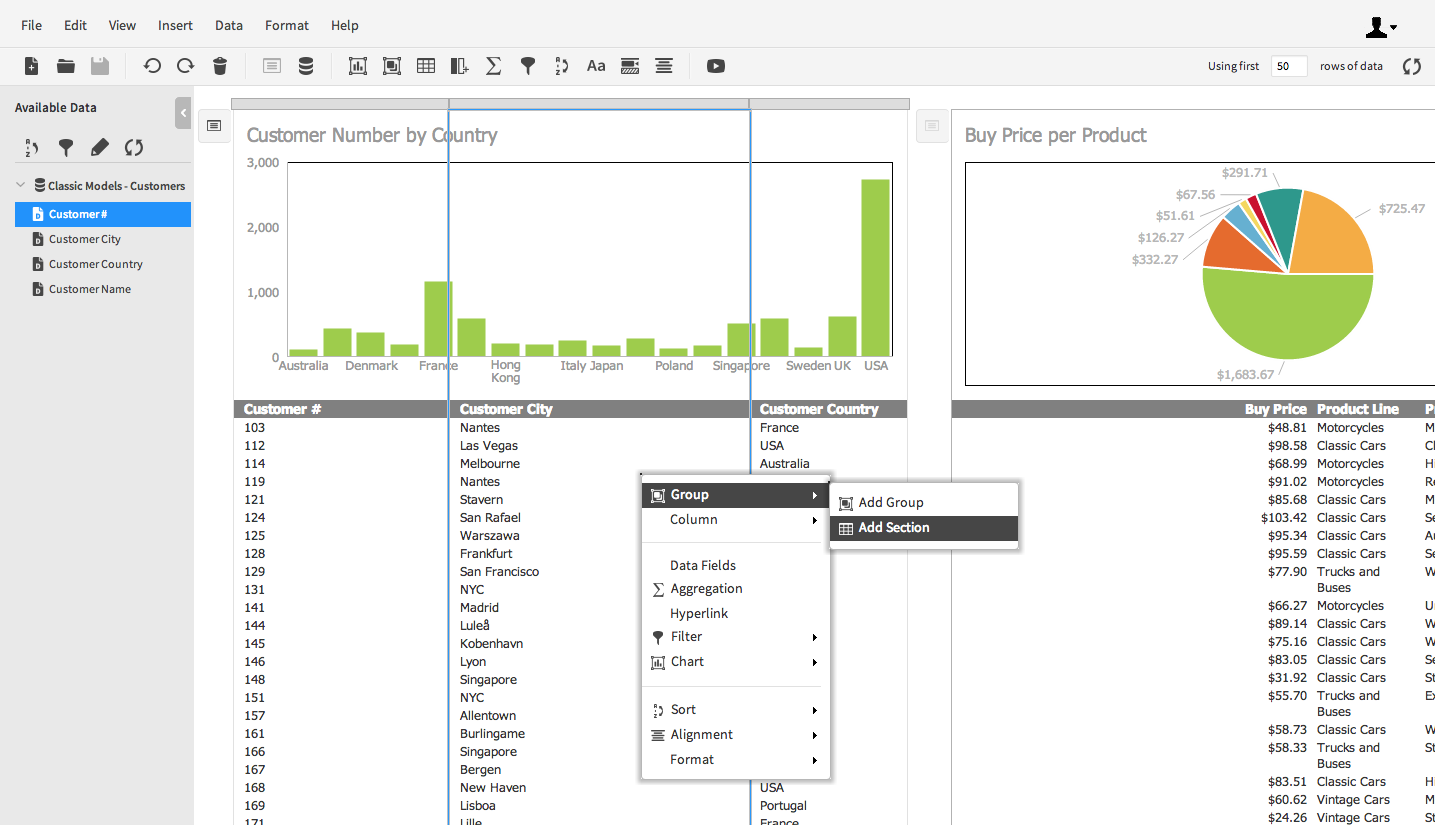 File Edit View Insert Data Format Help
Aa
Using first 50 rows of data
Available Data
Classic Models - Customers
Customer #
Customer City
Customer Country
Customer Name
Customer Number by Country
3,000
2,000
1,000
0
Australia Denmark France Hong Kong Italy Japan Poland Singapore Sweden UK USA
Customer # Customer City Customer Country
103 Nantes France
112 Las Vegas USA
114 Melbourne Australia
119 Nantes
121 Stavern
124 San Rafael
125 Warszawa
128 Frankfurt
129 San Francisco
131 NYC
141 Madrid
144 Luleå
145 Kobenhavn
146 Lyon
148 Singapore
151 NYC
157 Allentown
161 Burlingame
166 Singapore
167 Bergen
168 New Haven USA
169 Lisboa Portugal
171 Lille France
Group
Column
Data Fields
Aggregation
Hyperlink
Filter
Chart
Sort
Alignment
Format
Add Group
Add Section
Buy Price per Product
$291.71
$67.56
$51.61
$126.27
$332.27
$725.47
$1,683.67
Buy Price Product Line
$48.81 Motorcycles
$98.58 Classic Cars
$68.99 Motorcycles
$91.02 Motorcycles
$85.68 Classic Cars
$103.42 Classic Cars
$95.34 Classic Cars
$95.59 Classic Cars
$77.90 Trucks and
Buses
$66.27 Motorcycles
$89.14 Classic Cars
$75.16 Classic Cars
$83.05 Classic Cars
$31.92 Classic Cars
$55.70 Trucks and
Buses
$58.73 Classic Cars
$58.33 Trucks and
Buses
$83.51 Classic Cars
$60.62 Vintage Cars
$24.26 Vintage Cars